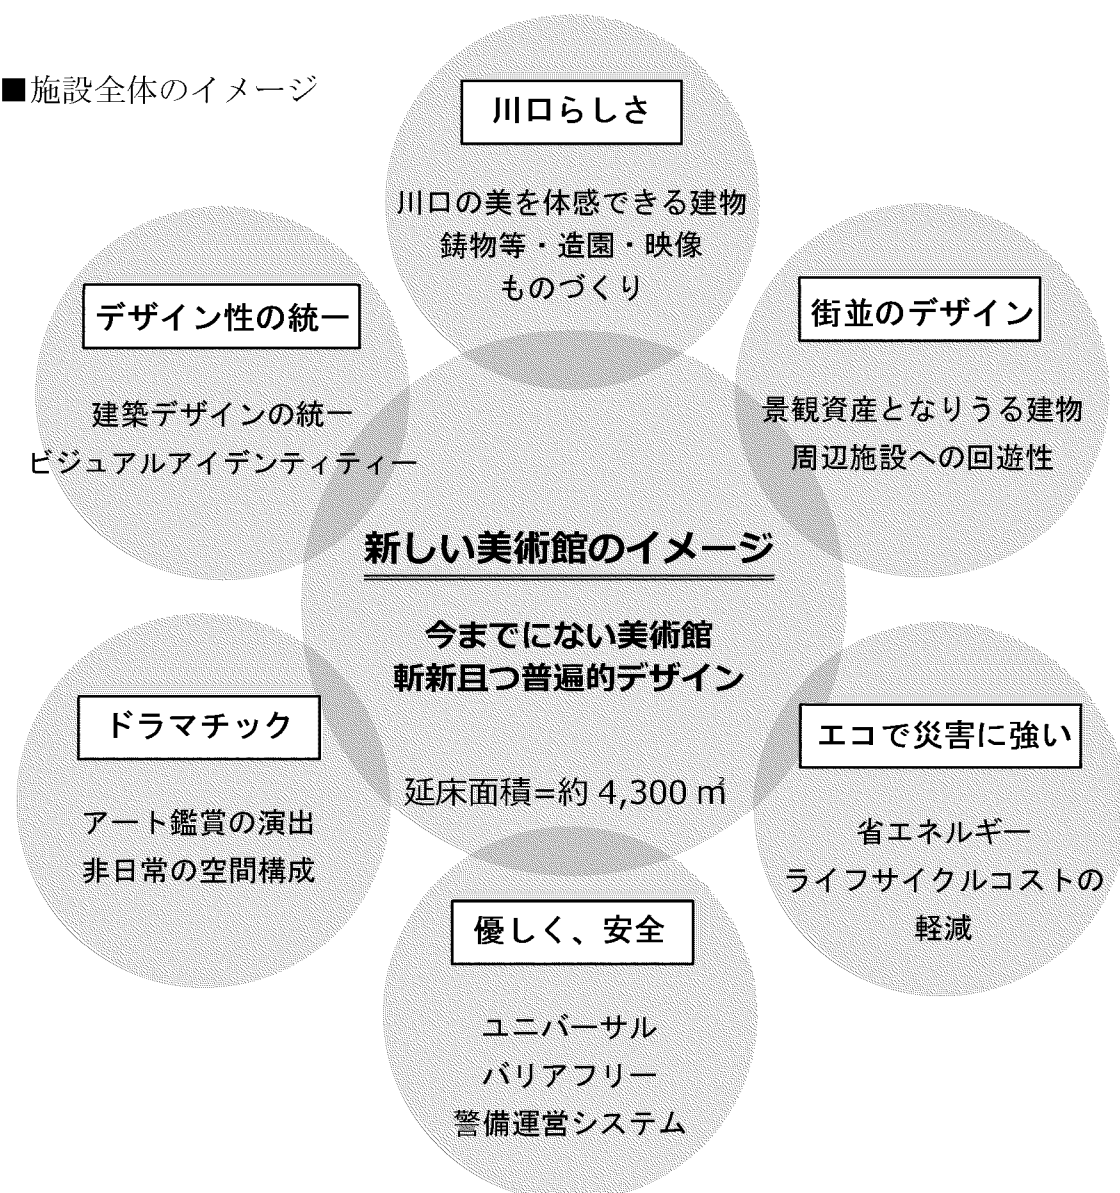 ■施設全体のイメージ
川口らしさ
川口の美を体感できる建物
鋳物等・造園・映像
ものづくり
デザイン性の統一
建築デザインの統一
ビジュアルアイデンティティー
街並のデザイン
景観資産となりうる建物
周辺施設への回遊性
新しい美術館のイメージ
今までにない美術館
斬新且つ普遍的デザイン
延床面積=約 4,300 ㎡
ドラマチック
アート鑑賞の演出
非日常の空間構成
エコで災害に強い
省エネルギー
ライフサイクルコストの
軽減
優しく、安全
ユニバーサル
バリアフリー
警備運営システム